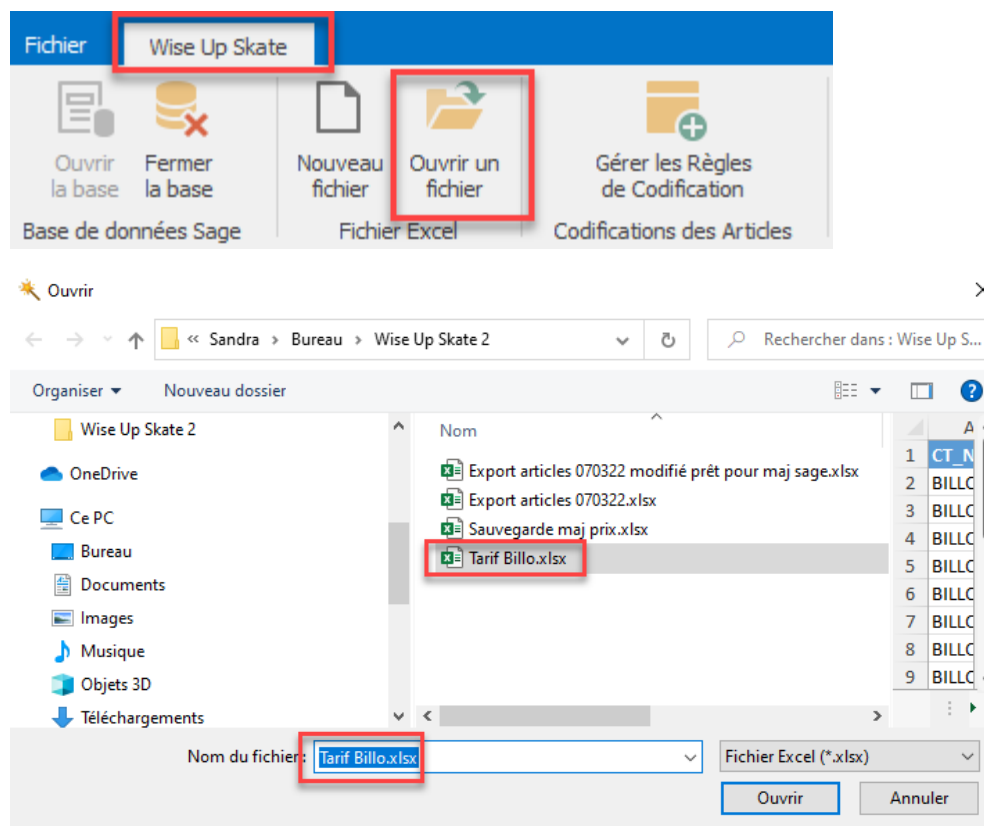 Fichier Wise Up Skate
Ouvrir la base
Fermer la base
Nouveau fichier
Ouvrir un fichier
Gérer les Règles de Codification
Base de données Sage Fichier Excel Codifications des Articles
Ouvrir
« Sandra › Bureau › Wise Up Skate 2 Rechercher dans : Wise Up S...
Organiser Nouveau dossier
Wise Up Skate 2
OneDrive
Ce PC
Bureau
Documents
Images
Musique
Objets 3D
Téléchargements
Nom
Export articles 070322 modifié prêt pour maj sage.xlsx
Export articles 070322.xlsx
Sauvegarde maj prix.xlsx
Tarif Billo.xlsx
A
1 CT_N
2 BILLO
3 BILLO
4 BILLO
5 BILLO
6 BILLO
7 BILLO
8 BILLO
9 BILLO
Nom du fichier : Tarif Billo.xlsx Fichier Excel (*.xlsx)
Ouvrir Annuler